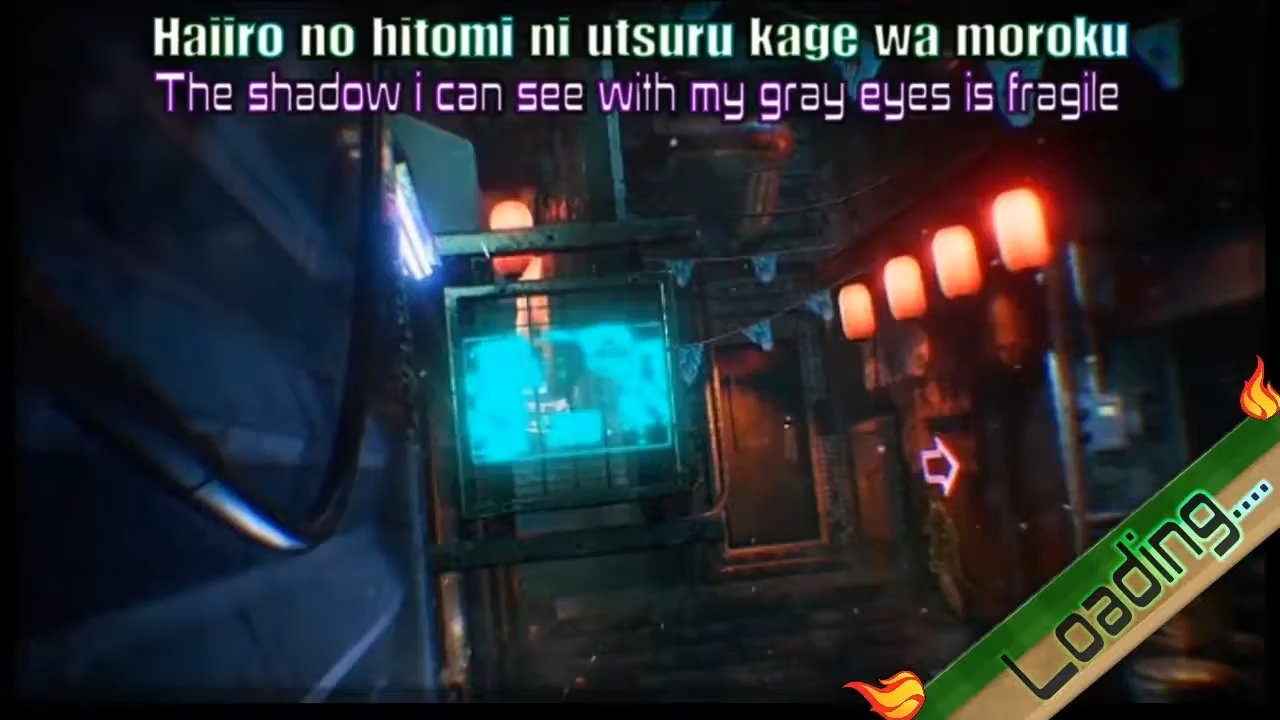 Haiiro no hitomi ni utsuru kage wa moroku
The shadow i can see with my gray eyes is fragile
Loading....